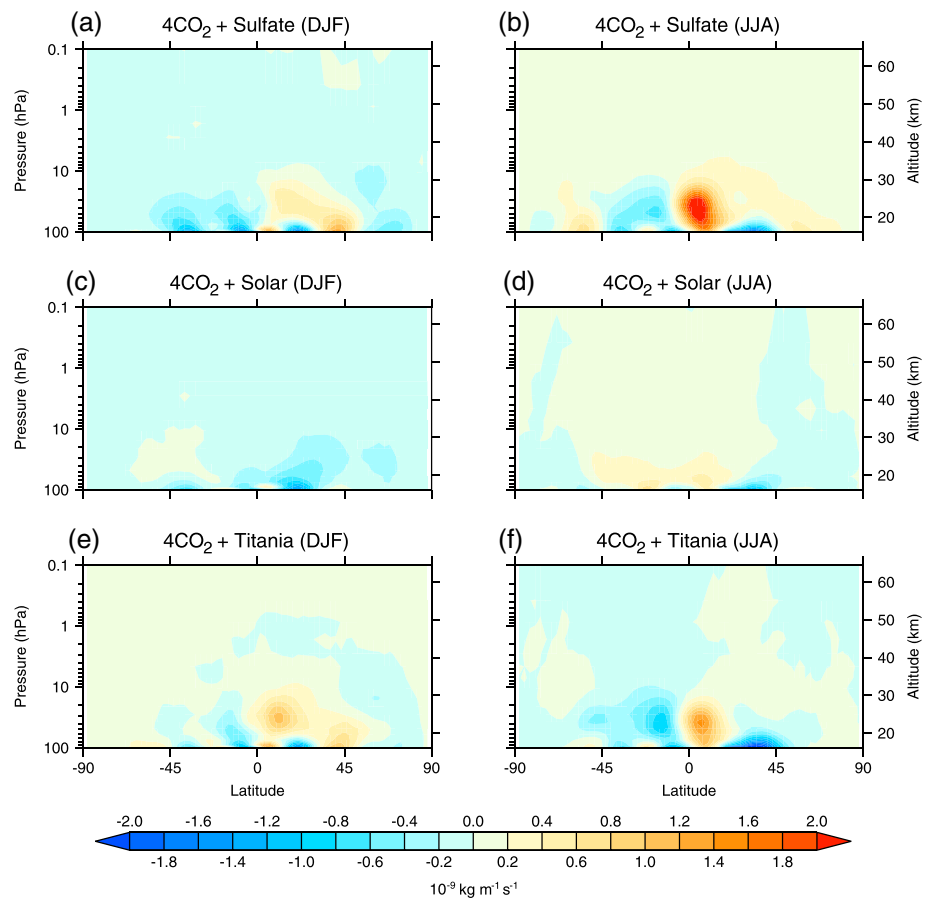 (a) 4CO2 + Sulfate (DJF)
(b) 4CO2 + Sulfate (JJA)
0.1
1
10
100
Pressure (hPa)
60
50
40
30
20
Altitude (km)
(c) 4CO2 + Solar (DJF)
(d) 4CO2 + Solar (JJA)
0.1
1
10
100
Pressure (hPa)
60
50
40
30
20
Altitude (km)
(e) 4CO2 + Titania (DJF)
(f) 4CO2 + Titania (JJA)
0.1
1
10
100
Pressure (hPa)
60
50
40
30
20
Altitude (km)
-90 -45 0 45 90
Latitude
-90 -45 0 45 90
Latitude
-2.0 -1.6 -1.2 -0.8 -0.4 0.0 0.4 0.8 1.2 1.6 2.0
-1.8 -1.4 -1.0 -0.6 -0.2 0.2 0.6 1.0 1.4 1.8
10⁻⁹ kg m⁻¹ s⁻¹